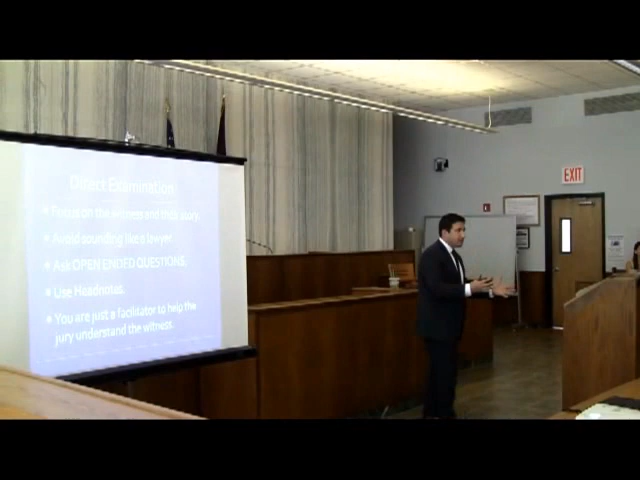 Direct Examination
Focus on the witness and their story.
Avoid sounding like a lawyer.
Ask OPEN ENDED QUESTIONS.
Use Headnotes.
You are just a facilitator to help the
jury understand the witness.
EXIT